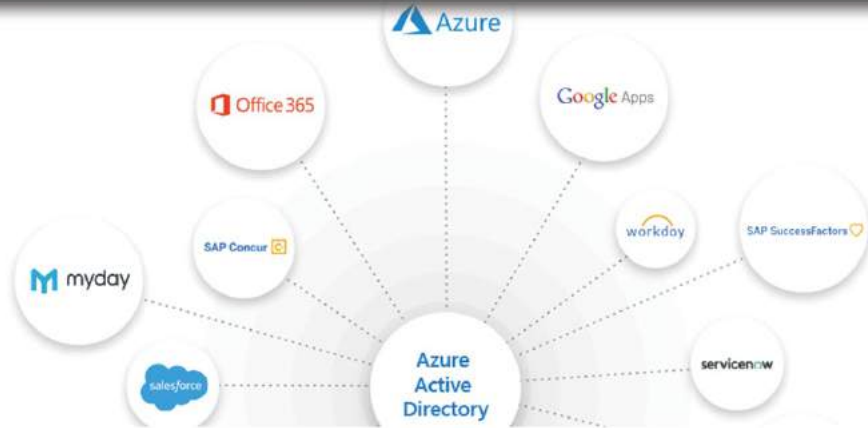 Azure
Office 365
Google Apps
SAP Concur C
workday
SAP SuccessFactors
myday
servicenow
salesforce
Azure
Active
Directory